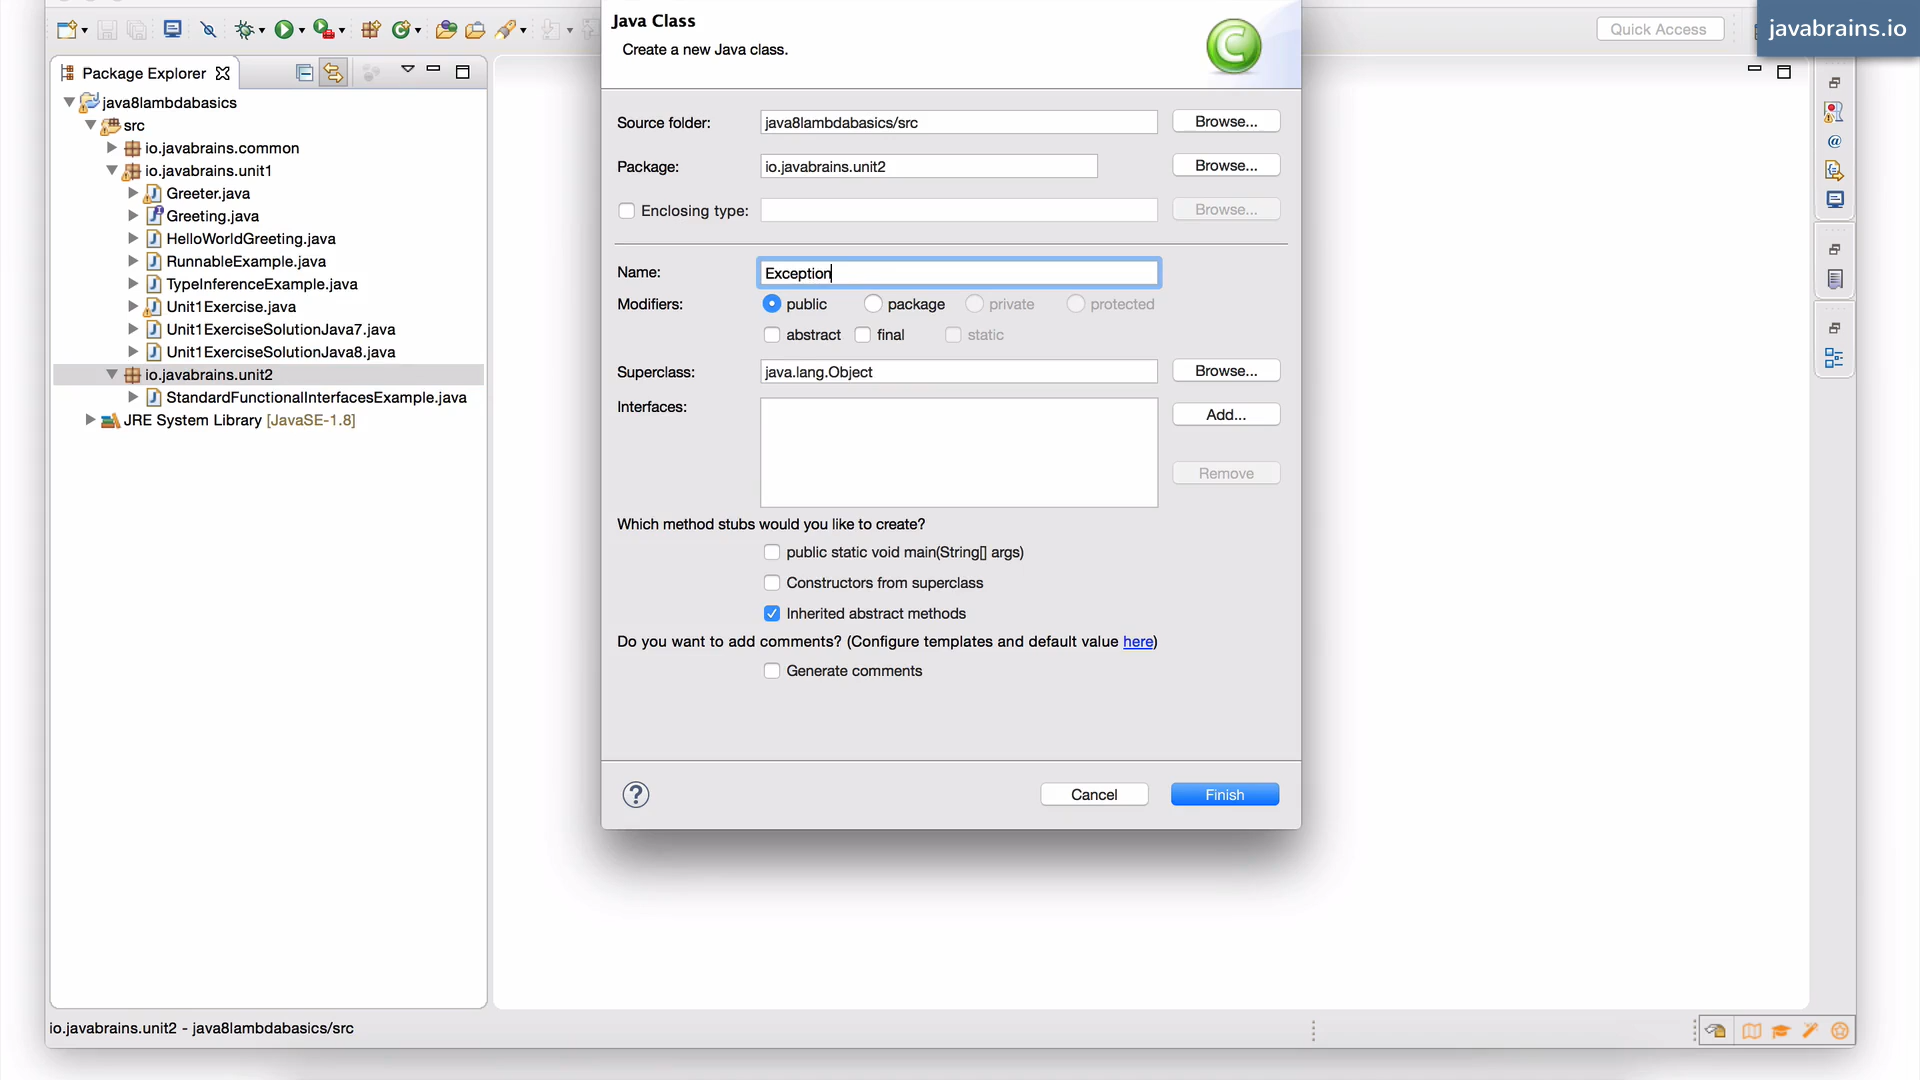 Java Class
Create a new Java class.
Quick Access
javabrains.io
Package Explorer
java8lambdabasics
src
io.javabrains.common
io.javabrains.unit1
Greeter.java
Greeting.java
HelloWorldGreeting.java
RunnableExample.java
TypeInferenceExample.java
Unit1Exercise.java
Unit1ExerciseSolutionJava7.java
Unit1ExerciseSolutionJava8.java
io.javabrains.unit2
StandardFunctionalInterfacesExample.java
JRE System Library [JavaSE-1.8]
Source folder: java8lambdabasics/src Browse...
Package: io.javabrains.unit2 Browse...
Enclosing type: Browse...
Name: Exception
Modifiers: public package private protected
abstract final static
Superclass: java.lang.Object Browse...
Interfaces: Add...
Remove
Which method stubs would you like to create?
public static void main(String[] args)
Constructors from superclass
Inherited abstract methods
Do you want to add comments? (Configure templates and default value here)
Generate comments
Cancel Finish
io.javabrains.unit2 - java8lambdabasics/src